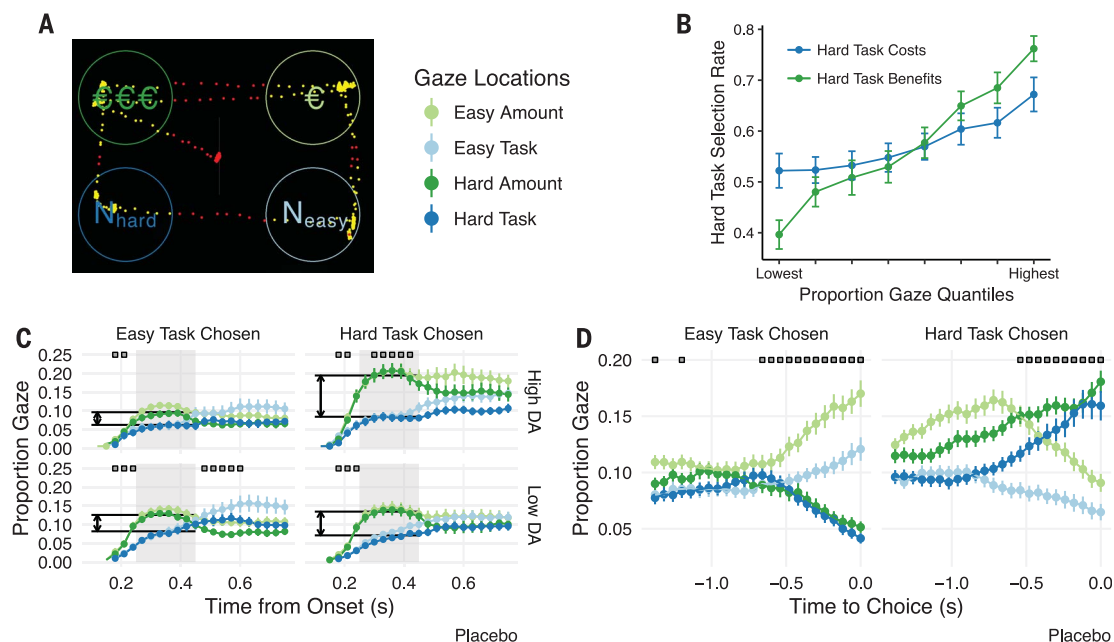 A
€€€
€
N hard
N easy
Gaze Locations
Easy Amount
Easy Task
Hard Amount
Hard Task
B
Hard Task Selection Rate
0.8
0.7
0.6
0.5
0.4
Hard Task Costs
Hard Task Benefits
Lowest
Highest
Proportion Gaze Quantiles
C
Easy Task Chosen
Hard Task Chosen
Proportion Gaze
0.25
0.20
0.15
0.10
0.05
0.00
High DA
0.25
0.20
0.15
0.10
0.05
0.00
Low DA
0.2 0.4 0.6
0.2 0.4 0.6
Time from Onset (s)
Placebo
D
Easy Task Chosen
Hard Task Chosen
Proportion Gaze
0.20
0.15
0.10
0.05
−1.0 −0.5 0.0
−1.0 −0.5 0.0
Time to Choice (s)
Placebo